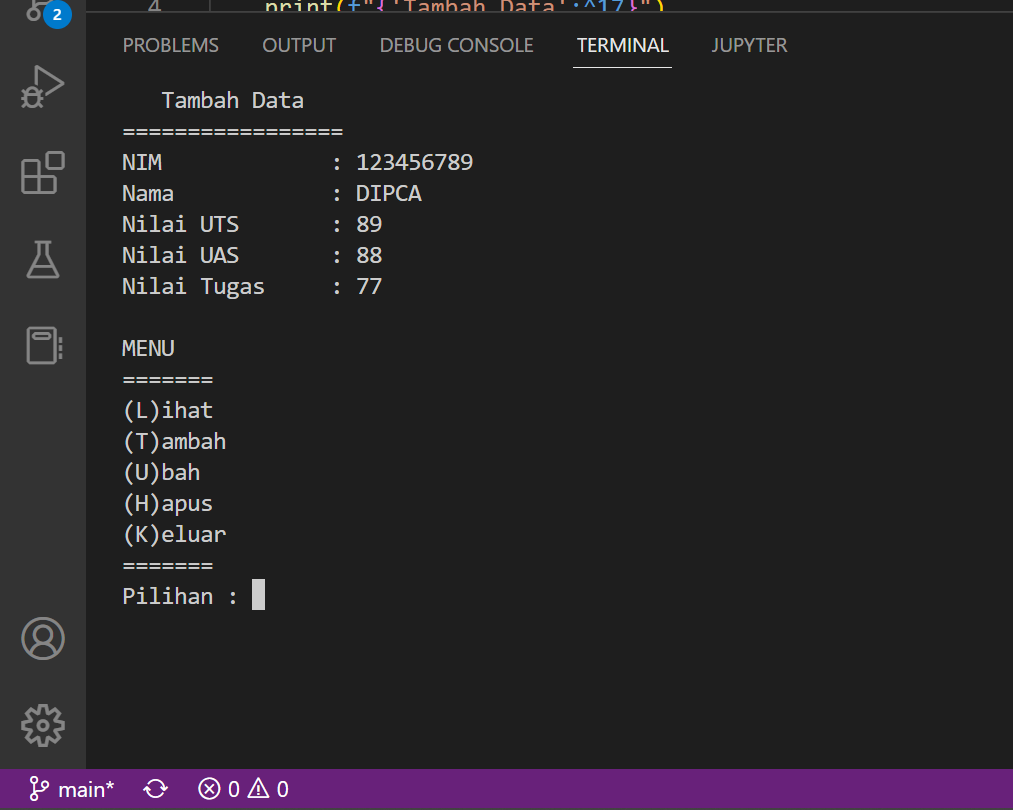 2
4 print(f"{'Tambah Data':^17}")
PROBLEMS OUTPUT DEBUG CONSOLE TERMINAL JUPYTER
Tambah Data
=================
NIM : 123456789
Nama : DIPCA
Nilai UTS : 89
Nilai UAS : 88
Nilai Tugas : 77
MENU
=======
(L)ihat
(T)ambah
(U)bah
(H)apus
(K)eluar
=======
Pilihan :
main* 0 0